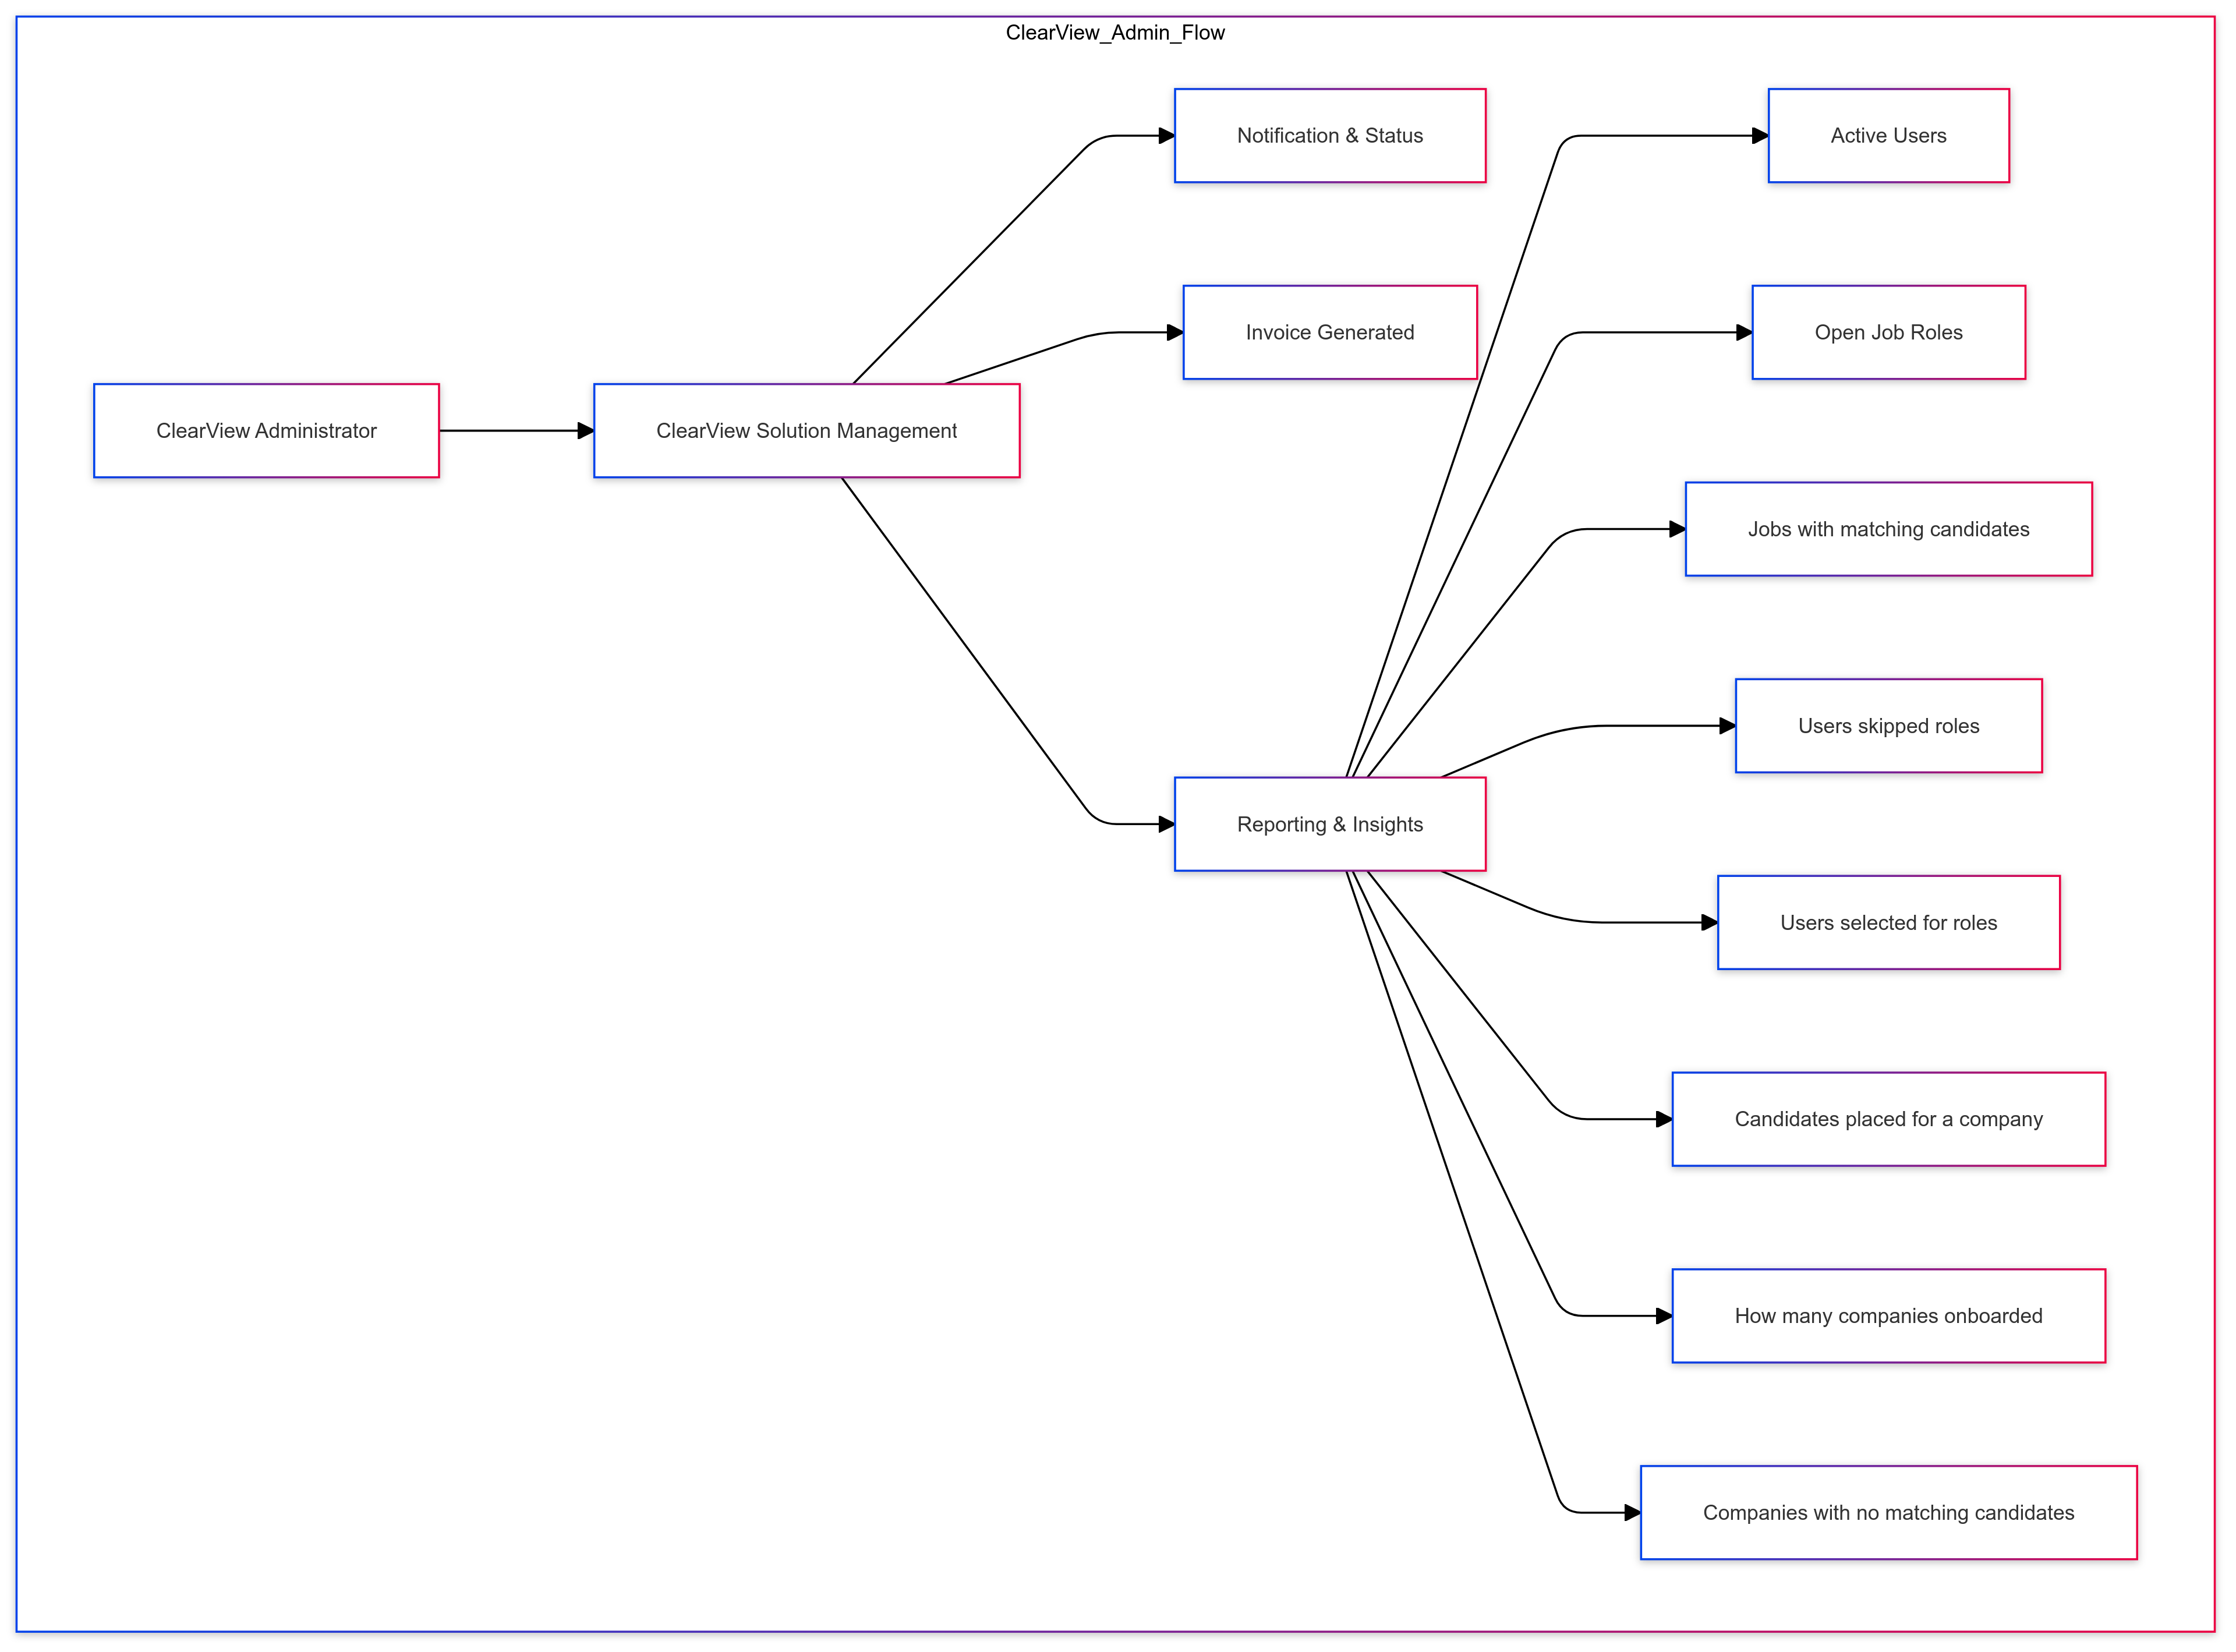 ClearView_Admin_Flow
ClearView Administrator
ClearView Solution Management
Notification & Status
Invoice Generated
Reporting & Insights
Active Users
Open Job Roles
Jobs with matching candidates
Users skipped roles
Users selected for roles
Candidates placed for a company
How many companies onboarded
Companies with no matching candidates